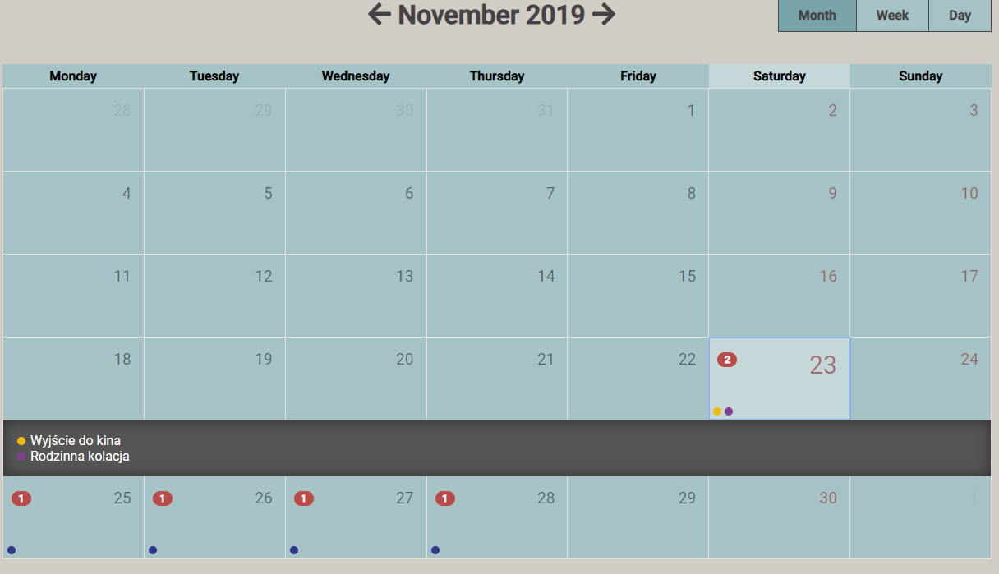 November 2019
Month Week Day
Monday Tuesday Wednesday Thursday Friday Saturday Sunday
28 29 30 31 1 2 3
4 5 6 7 8 9 10
11 12 13 14 15 16 17
18 19 20 21 22 2 23 24
Wyjście do kina
Rodzinna kolacja
1 25 1 26 1 27 1 28 29 30 1